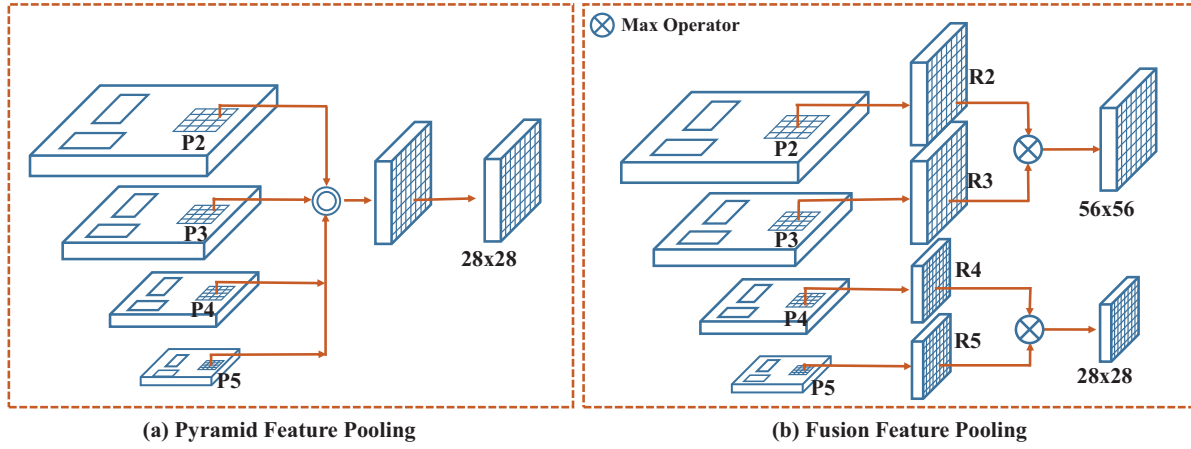 P2
P3
P4
P5
28x28
(a) Pyramid Feature Pooling
Max Operator
P2
R2
P3
R3
56x56
P4
R4
P5
R5
28x28
(b) Fusion Feature Pooling